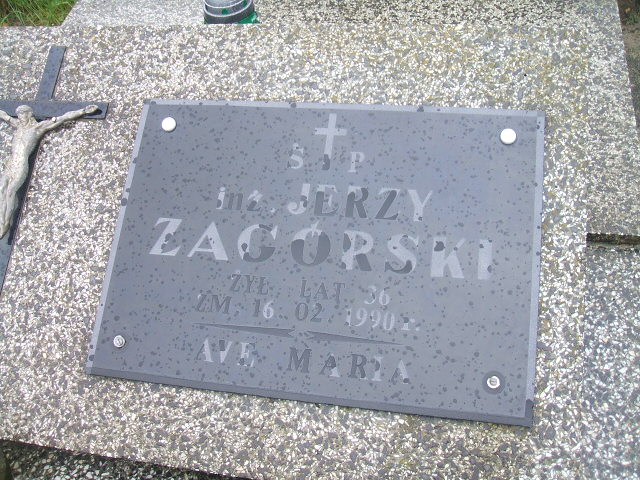 Ś P
inż. JERZY
ZAGÓRSKI
ŻYŁ LAT 36
ZM. 16 02 1990 r.
AVE MARIA